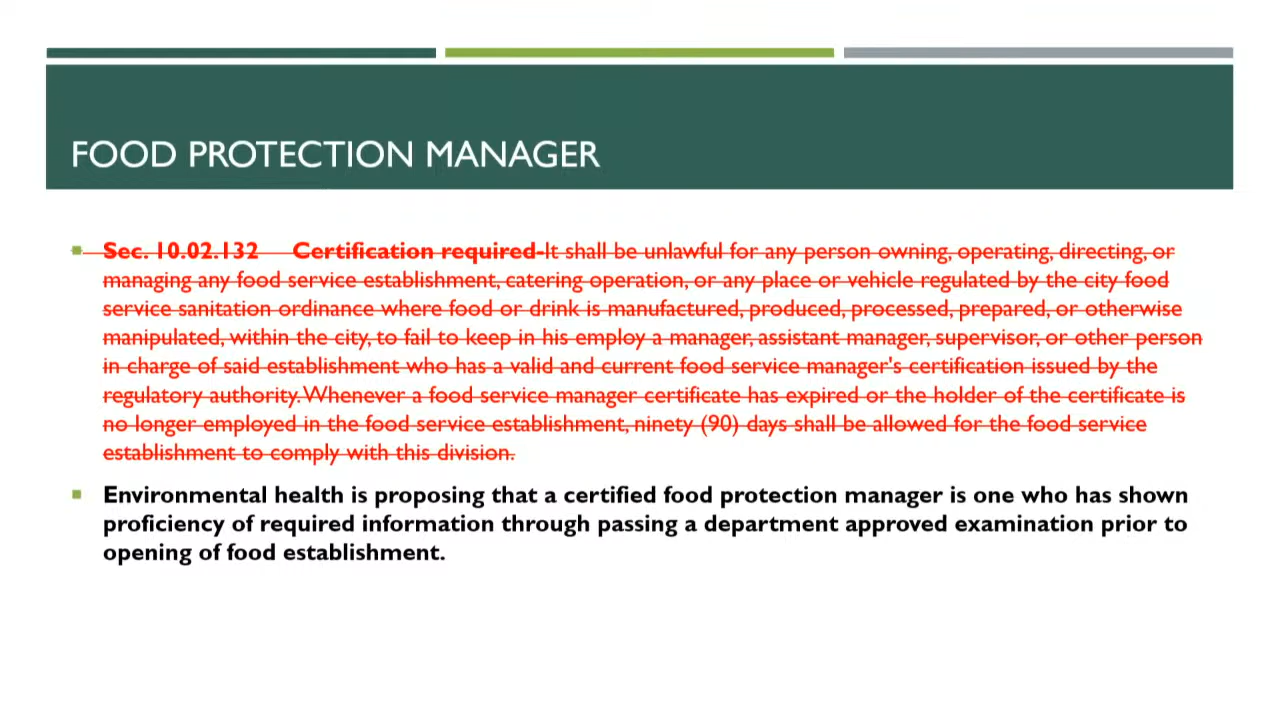 FOOD PROTECTION MANAGER
Sec. 10.02.132 Certification required-It shall be unlawful for any person owning, operating, directing, or
managing any food service establishment, catering operation, or any place or vehicle regulated by the city food
service sanitation ordinance where food or drink is manufactured, produced, processed, prepared, or otherwise
manipulated, within the city, to fail to keep in his employ a manager, assistant manager, supervisor, or other person
in charge of said establishment who has a valid and current food service manager's certification issued by the
regulatory authority. Whenever a food service manager certificate has expired or the holder of the certificate is
no longer employed in the food service establishment, ninety (90) days shall be allowed for the food service
establishment to comply with this division.
Environmental health is proposing that a certified food protection manager is one who has shown
proficiency of required information through passing a department approved examination prior to
opening of food establishment.